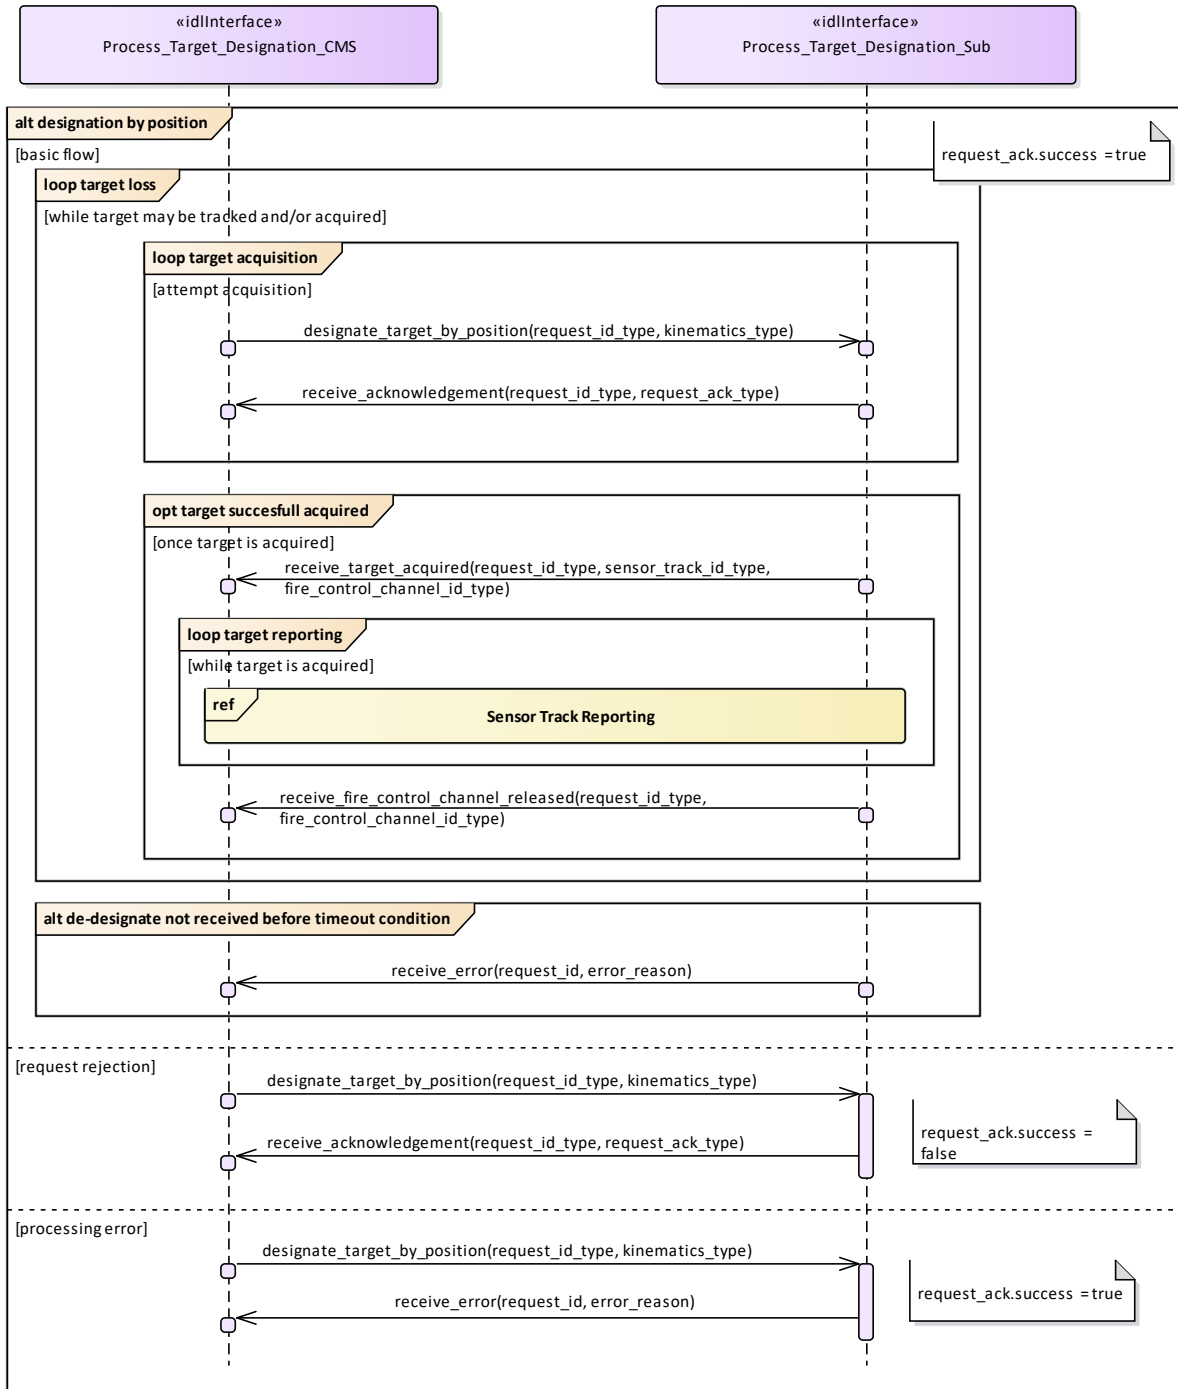 «idlInterface»
Process_Target_Designation_CMS
«idlInterface»
Process_Target_Designation_Sub
alt designation by position
[basic flow]
request_ack.success = true
loop target loss
[while target may be tracked and/or acquired]
loop target acquisition
[attempt acquisition]
designate_target_by_position(request_id_type, kinematics_type)
receive_acknowledgement(request_id_type, request_ack_type)
opt target succesfull acquired
[once target is acquired]
receive_target_acquired(request_id_type, sensor_track_id_type,
fire_control_channel_id_type)
loop target reporting
[while target is acquired]
ref
Sensor Track Reporting
receive_fire_control_channel_released(request_id_type,
fire_control_channel_id_type)
alt de-designate not received before timeout condition
receive_error(request_id, error_reason)
[request rejection]
designate_target_by_position(request_id_type, kinematics_type)
receive_acknowledgement(request_id_type, request_ack_type)
request_ack.success =
false
[processing error]
designate_target_by_position(request_id_type, kinematics_type)
receive_error(request_id, error_reason)
request_ack.success = true